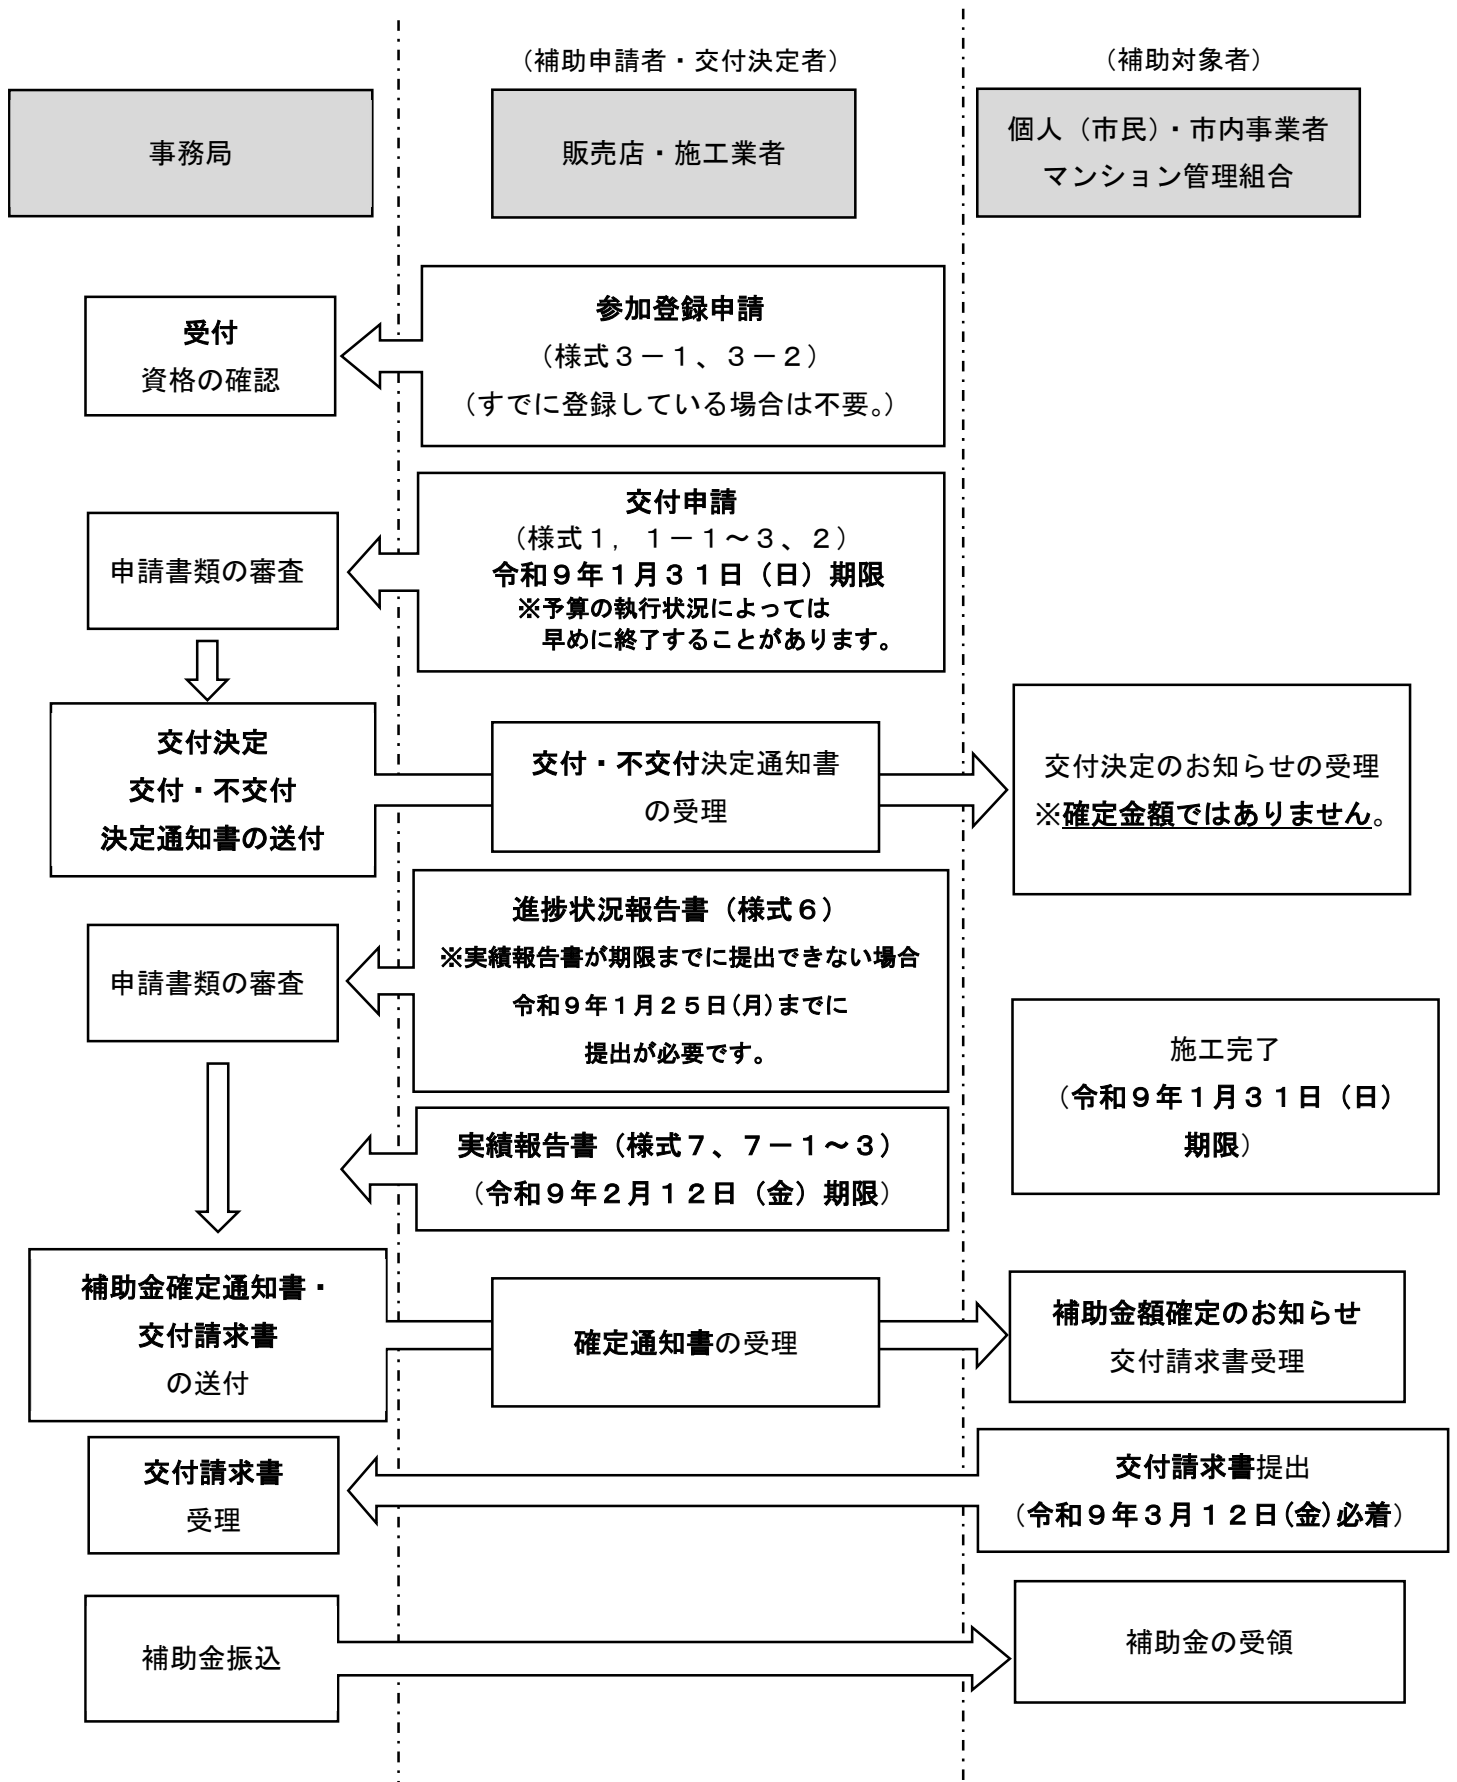 （補助申請者・交付決定者）
（補助対象者）
事務局
販売店・施工業者
個人（市民）・市内事業者
マンション管理組合
受付
資格の確認
参加登録申請
（様式３－１、３－２）
（すでに登録している場合は不要。）
申請書類の審査
交付申請
（様式１，１－１～３、２）
令和９年１月３１日（日）期限
※予算の執行状況によっては
早めに終了することがあります。
交付決定
交付・不交付
決定通知書の送付
交付・不交付決定通知書
の受理
交付決定のお知らせの受理
※確定金額ではありません。
申請書類の審査
進捗状況報告書（様式６）
※実績報告書が期限までに提出できない場合
令和９年１月２５日(月)までに
提出が必要です。
施工完了
（令和９年１月３１日（日）
期限）
実績報告書（様式７、７－１～３）
（令和９年２月１２日（金）期限）
補助金確定通知書・
交付請求書
の送付
確定通知書の受理
補助金額確定のお知らせ
交付請求書受理
交付請求書
受理
交付請求書提出
（令和９年３月１２日(金)必着）
補助金振込
補助金の受領